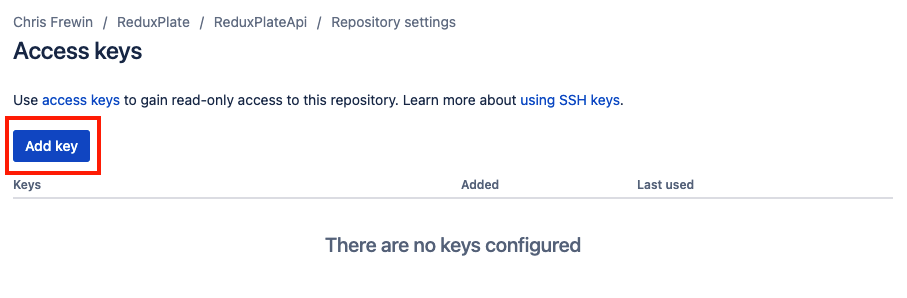 Chris Frewin / ReduxPlate / ReduxPlateApi / Repository settings
Access keys
Use access keys to gain read-only access to this repository. Learn more about using SSH keys.
Add key
Keys Added Last used
There are no keys configured